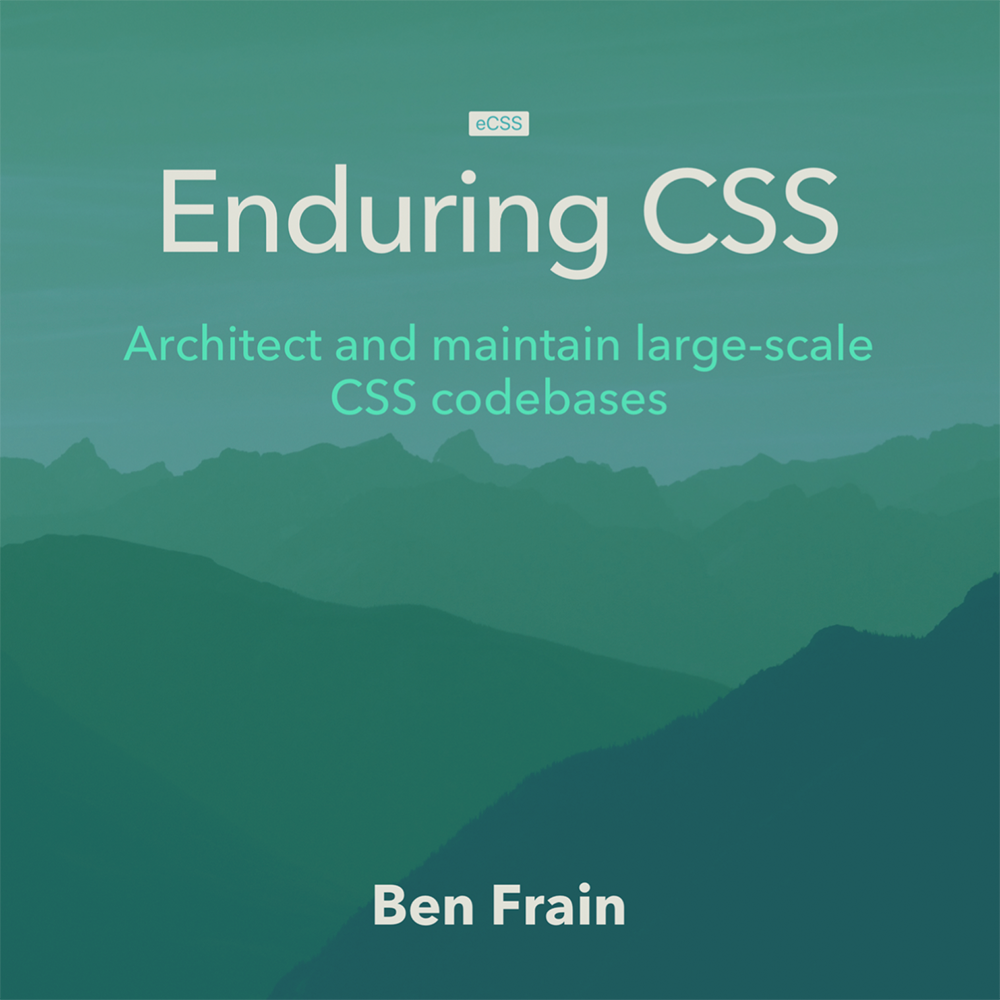 eCSS
Enduring CSS
Architect and maintain large-scale
CSS codebases
Ben Frain